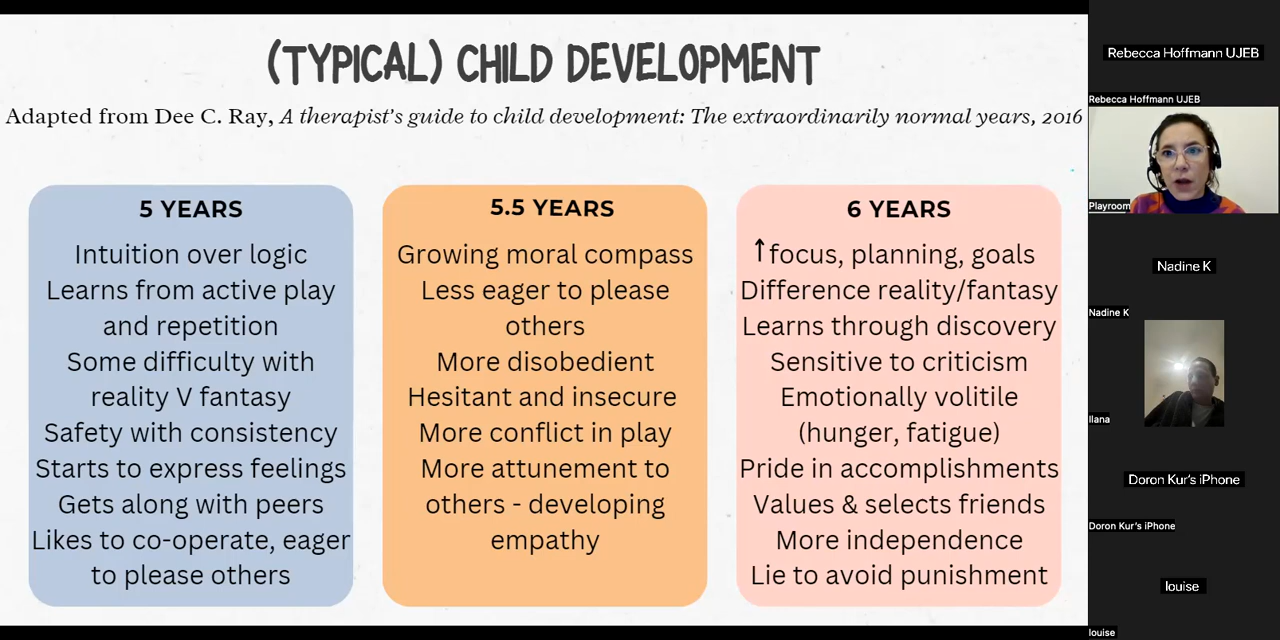 (TYPICAL) CHILD DEVELOPMENT
Adapted from Dee C. Ray, A therapist's guide to child development: The extraordinarily normal years, 2016
5 YEARS
Intuition over logic
Learns from active play
and repetition
Some difficulty with
reality V fantasy
Safety with consistency
Starts to express feelings
Gets along with peers
Likes to co-operate, eager
to please others
5.5 YEARS
Growing moral compass
Less eager to please
others
More disobedient
Hesitant and insecure
More conflict in play
More attunement to
others - developing
empathy
6 YEARS
↑focus, planning, goals
Difference reality/fantasy
Learns through discovery
Sensitive to criticism
Emotionally volitile
(hunger, fatigue)
Pride in accomplishments
Values & selects friends
More independence
Lie to avoid punishment
Rebecca Hoffmann UJEB
Rebecca Hoffmann UJEB
Playroom
Nadine K
Nadine K
Ilana
Doron Kur's iPhone
Doron Kur's iPhone
louise
louise